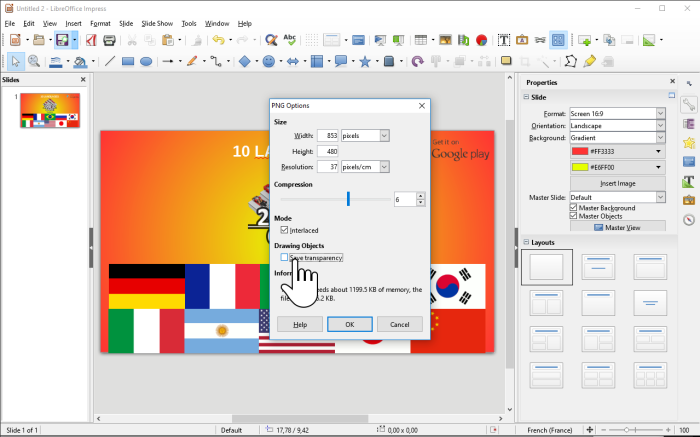 Untitled 2 - LibreOffice Impress
File Edit View Insert Format Slide Slide Show Tools Window Help
Slides
1
10 LA
Get it on
Google play
PNG Options
Size
Width: 853 pixels
Height: 480
Resolution: 37 pixels/cm
Compression
6
Mode
Interlaced
Drawing Objects
Save transparency
Infor
eeds about 1199.5 KB of memory, the
file
.2 KB.
Help OK Cancel
Properties
Slide
Format: Screen 16:9
Orientation: Landscape
Background: Gradient
#FF3333
#E6FF00
Insert Image
Master Slide: Default
Master Background
Master Objects
Master View
Layouts
Slide 1 of 1 Default 17,78 / 9,42 0,00 x 0,00 French (France) 100